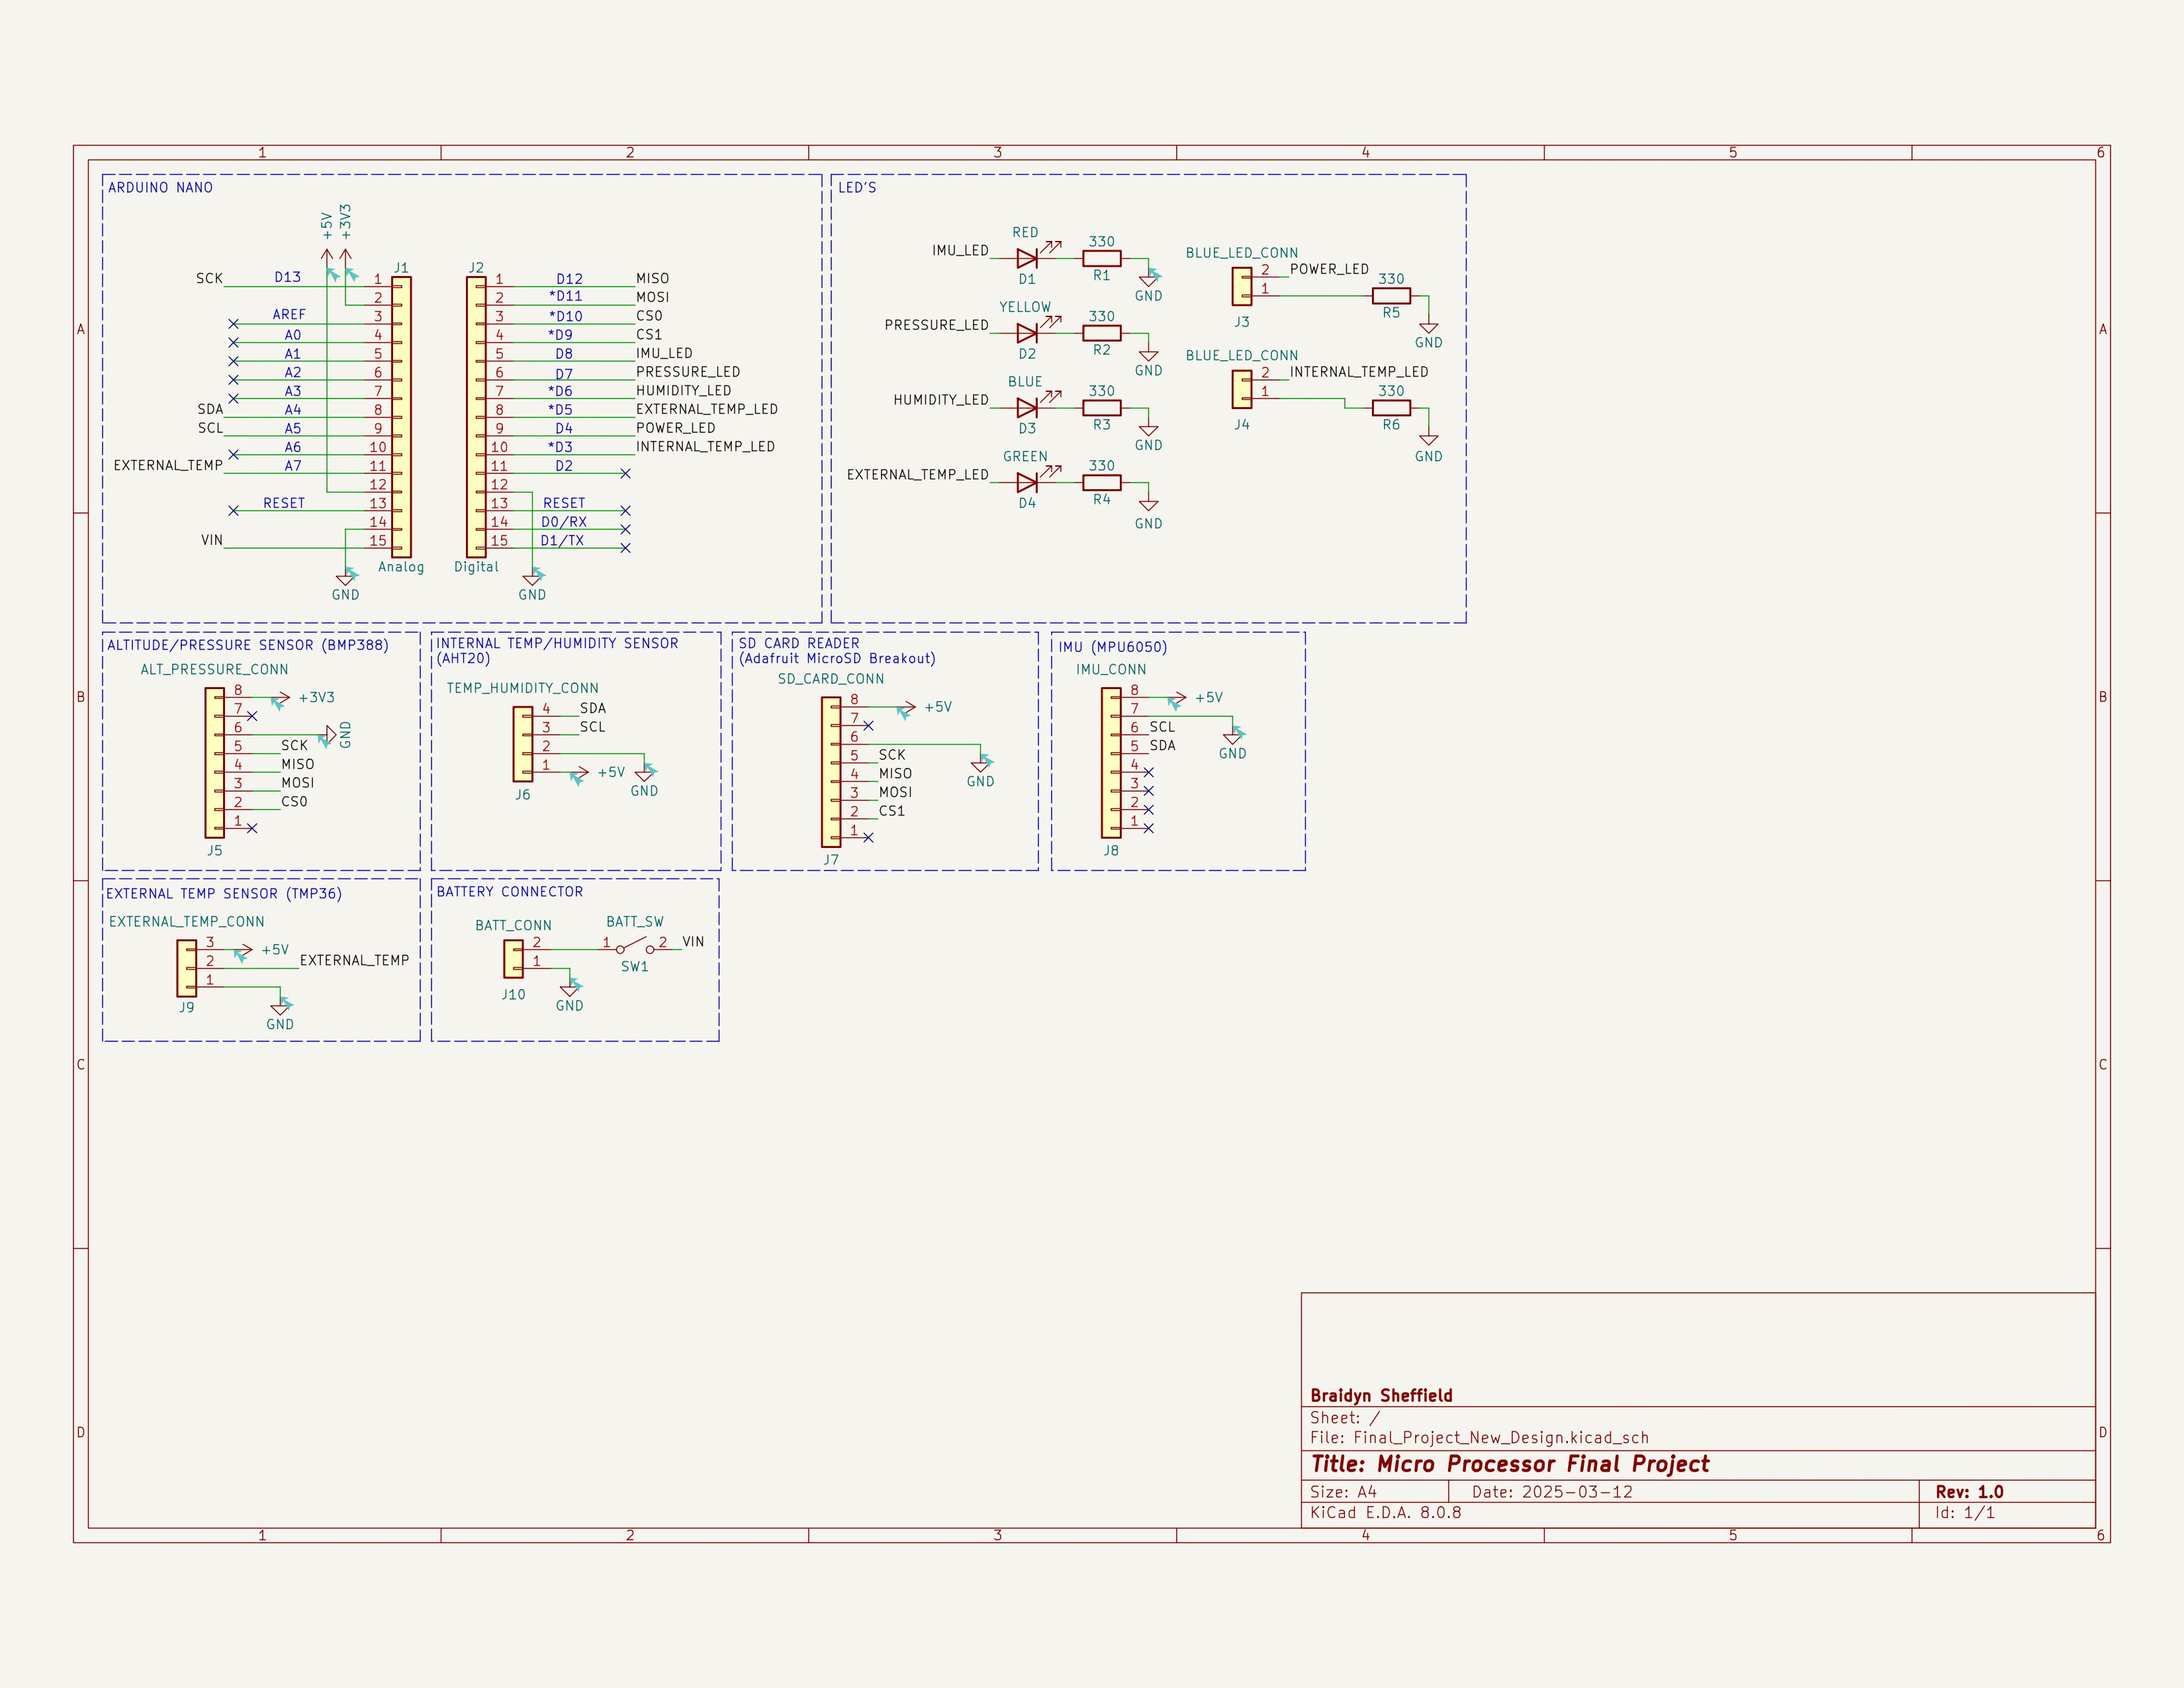 1 2 3 4 5 6
A
B
C
D
ARDUINO NANO
+5V
+3V3
J1
SCK D13 1
2
AREF 3
A0 4
A1 5
A2 6
A3 7
SDA A4 8
SCL A5 9
A6 10
EXTERNAL_TEMP A7 11
12
RESET 13
14
VIN 15
Analog
GND
J2
1 D12 MISO
2 *D11 MOSI
3 *D10 CS0
4 *D9 CS1
5 D8 IMU_LED
6 D7 PRESSURE_LED
7 *D6 HUMIDITY_LED
8 *D5 EXTERNAL_TEMP_LED
9 D4 POWER_LED
10 *D3 INTERNAL_TEMP_LED
11 D2
12
13 RESET
14 D0/RX
15 D1/TX
Digital
GND
LED'S
RED 330
IMU_LED
D1 R1
GND
YELLOW 330
PRESSURE_LED
D2 R2
GND
BLUE 330
HUMIDITY_LED
D3 R3
GND
GREEN 330
EXTERNAL_TEMP_LED
D4 R4
GND
BLUE_LED_CONN
2 POWER_LED
1 330
J3 R5
GND
BLUE_LED_CONN
2 INTERNAL_TEMP_LED
1 330
J4 R6
GND
ALTITUDE/PRESSURE SENSOR (BMP388)
ALT_PRESSURE_CONN
8 +3V3
7
6 GND
5 SCK
4 MISO
3 MOSI
2 CS0
1
J5
INTERNAL TEMP/HUMIDITY SENSOR
(AHT20)
TEMP_HUMIDITY_CONN
4 SDA
3 SCL
2
1 +5V
GND
J6
SD CARD READER
(Adafruit MicroSD Breakout)
SD_CARD_CONN
8 +5V
7
6
5 SCK
4 MISO
3 MOSI
2 CS1
1
GND
J7
IMU (MPU6050)
IMU_CONN
8 +5V
7
6 SCL
5 SDA
4
3
2
1
GND
J8
EXTERNAL TEMP SENSOR (TMP36)
EXTERNAL_TEMP_CONN
3 +5V
2 EXTERNAL_TEMP
1
J9
GND
BATTERY CONNECTOR
BATT_CONN BATT_SW
2 1 2 VIN
1 SW1
J10 GND
Braidyn Sheffield
Sheet: /
File: Final_Project_New_Design.kicad_sch
Title: Micro Processor Final Project
Size: A4 Date: 2025-03-12 Rev: 1.0
KiCad E.D.A. 8.0.8 Id: 1/1
A
B
C
D
1 2 3 4 5 6